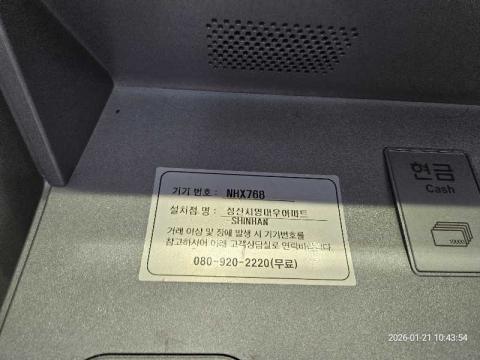 기기 번호 : NHX768
설치점 명 : 성산시영대우아파트
SHINHAN
거래 이상 및 장애 발생 시 기기번호를
참고하시어 아래 고객상담실로 연락바랍니다.
080-920-2220(무료)
현금
Cash
10000
2026-01-21 10:43:54